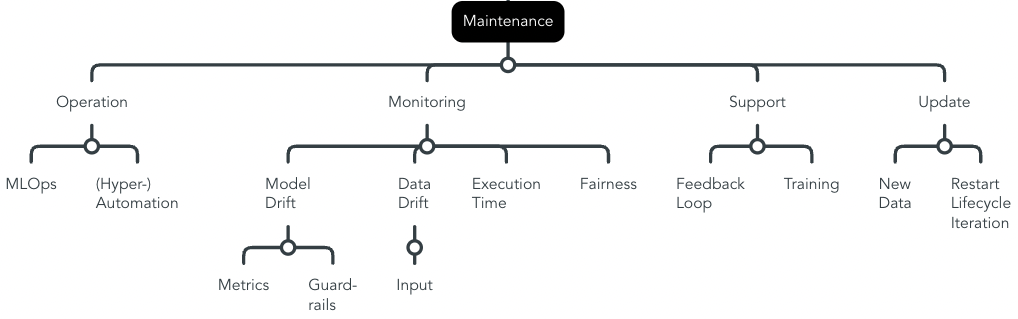 Maintenance
Operation
Monitoring
Support
Update
MLOps
(Hyper-)
Automation
Model
Drift
Data
Drift
Execution
Time
Fairness
Feedback
Loop
Training
New
Data
Restart
Lifecycle
Iteration
Metrics
Guard-
rails
Input